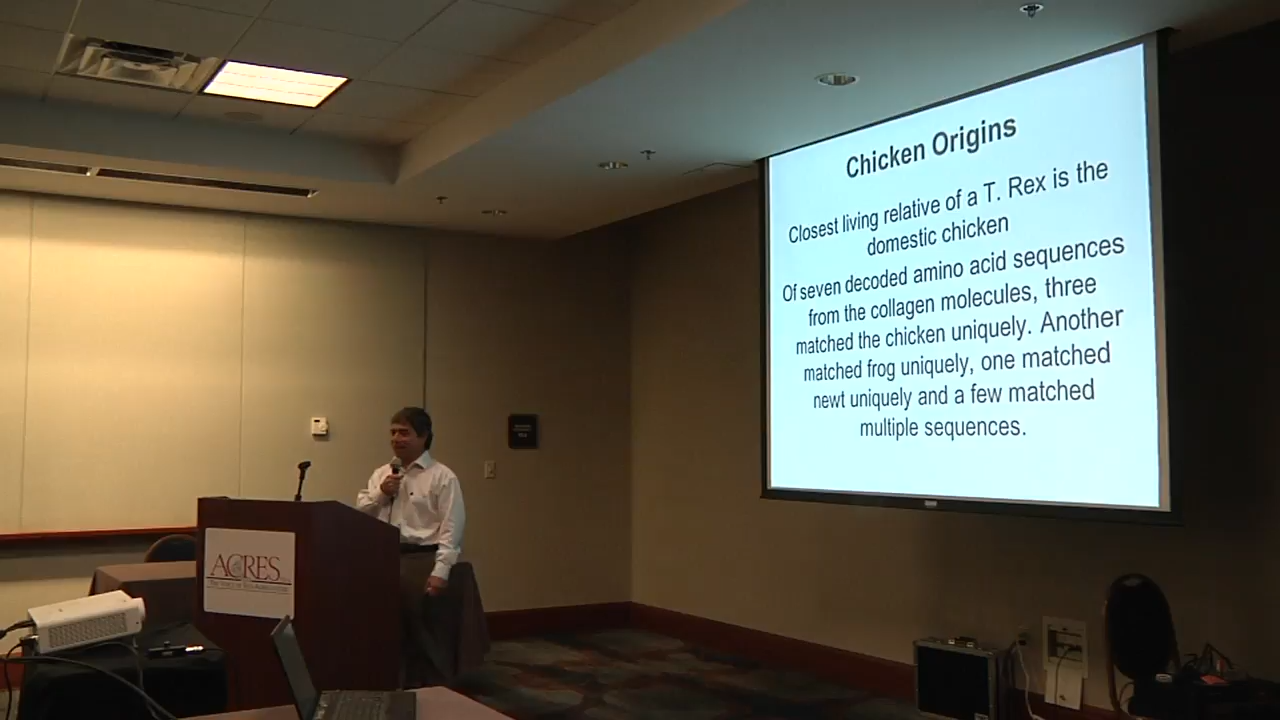 Chicken Origins
Closest living relative of a T. Rex is the
domestic chicken
Of seven decoded amino acid sequences
from the collagen molecules, three
matched the chicken uniquely. Another
matched frog uniquely, one matched
newt uniquely and a few matched
multiple sequences.
ACRES